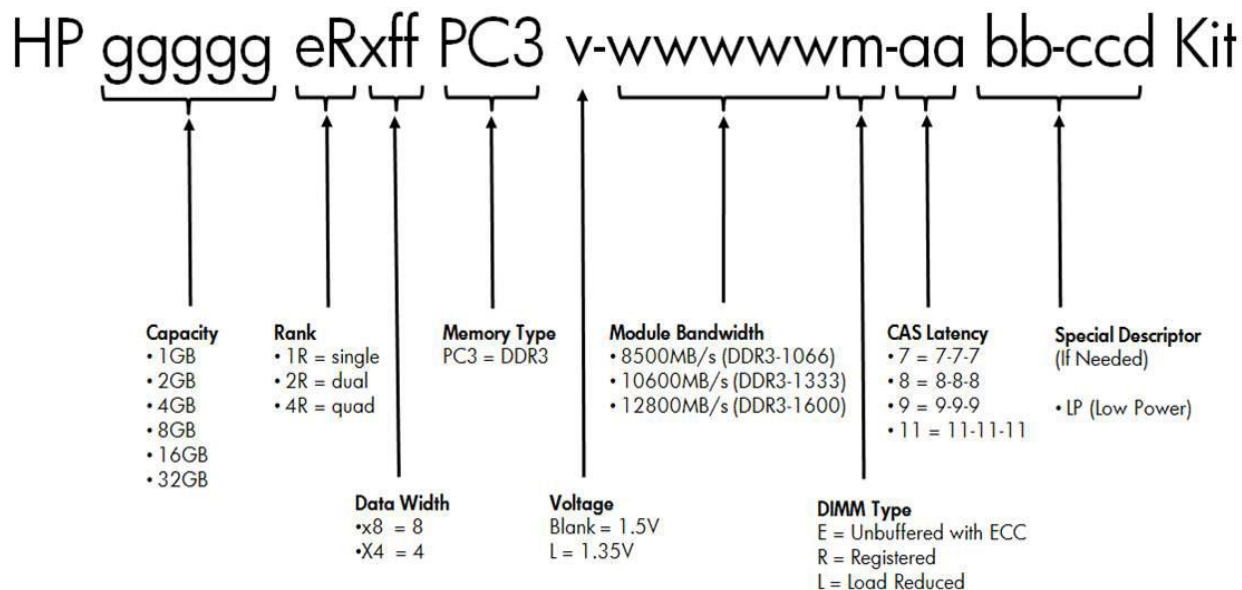 HP ggggg eRxff PC3 v-wwwwwm-aa bb-ccd Kit
Capacity
• 1GB
• 2GB
• 4GB
• 8GB
• 16GB
• 32GB
Rank
• 1R = single
• 2R = dual
• 4R = quad
Memory Type
PC3 = DDR3
Module Bandwidth
• 8500MB/s (DDR3-1066)
• 10600MB/s (DDR3-1333)
• 12800MB/s (DDR3-1600)
CAS Latency
• 7 = 7-7-7
• 8 = 8-8-8
• 9 = 9-9-9
• 11 = 11-11-11
Special Descriptor
(If Needed)
• LP (Low Power)
Data Width
•x8 = 8
•X4 = 4
Voltage
Blank = 1.5V
L = 1.35V
DIMM Type
E = Unbuffered with ECC
R = Registered
L = Load Reduced